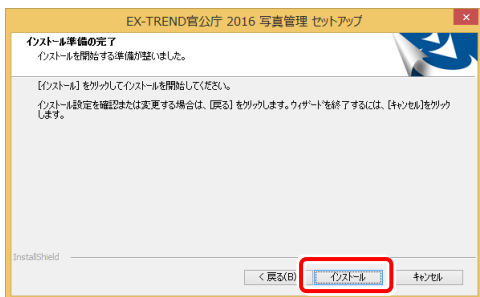 EX-TREND官公庁 2016 写真管理 セットアップ
インストール準備の完了
インストールを開始する準備が整いました。
[インストール] をクリックしてインストールを開始してください。
インストール設定を確認または変更する場合は、[戻る] をクリックします。ウィザードを終了するには、[キャンセル]をクリック
します。
InstallShield
< 戻る(B)
インストール
キャンセル